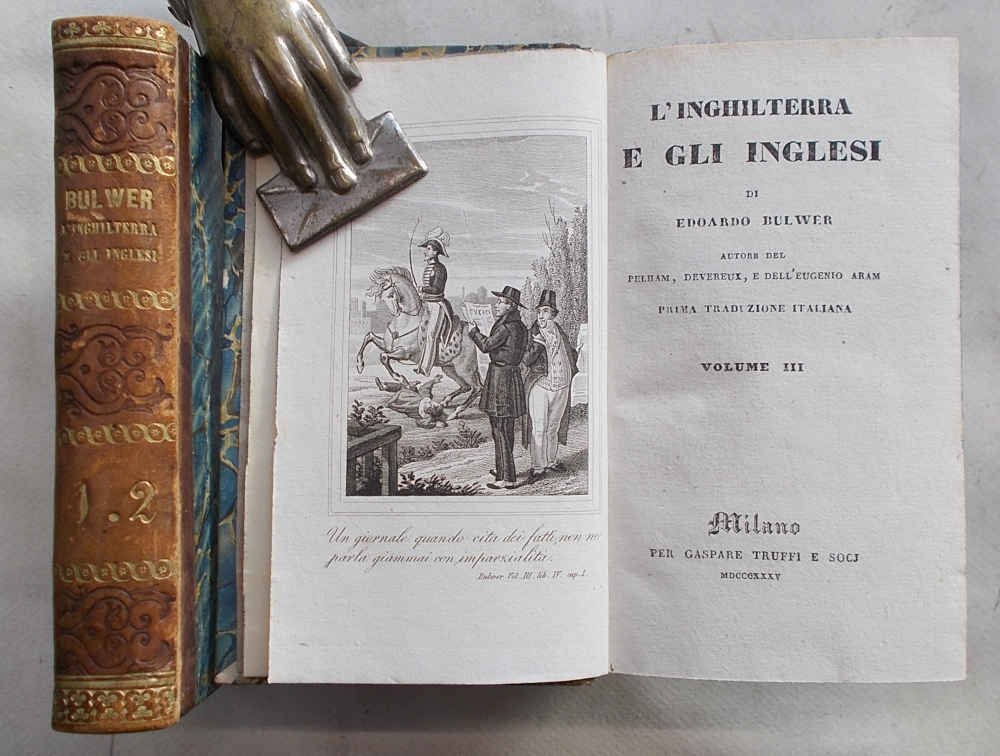 BULWER
L'INGHILTERRA
E GLI INGLESI
1.2
Un giornale quando cita dei fatti, non ne
parla giammai con imparzialità.
Bulwer Vol. III. lib. IV. cap. I.
L'INGHILTERRA
E GLI INGLESI
DI
EDOARDO BULWER
AUTORE DEL
PELHAM, DEVEREUX, E DELL'EUGENIO ARAM
PRIMA TRADUZIONE ITALIANA
VOLUME III
Milano
PER GASPARE TRUFFI E SOCJ
MDCCCXXXV